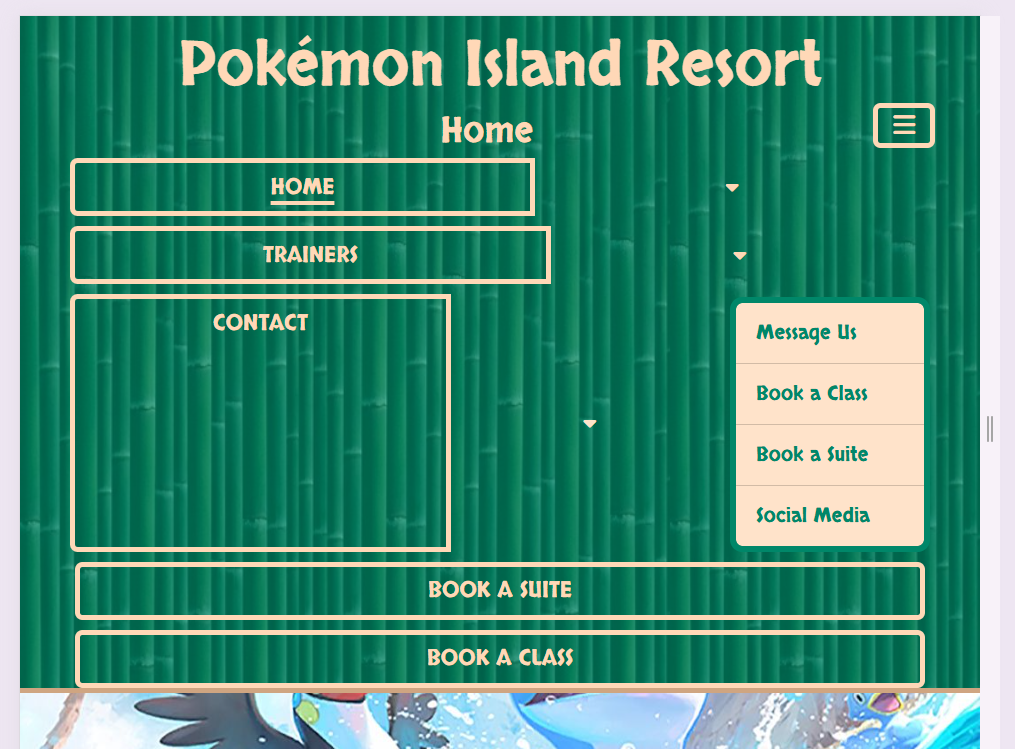 Pokémon Island Resort
Home
HOME
TRAINERS
CONTACT
Message Us
Book a Class
Book a Suite
Social Media
BOOK A SUITE
BOOK A CLASS